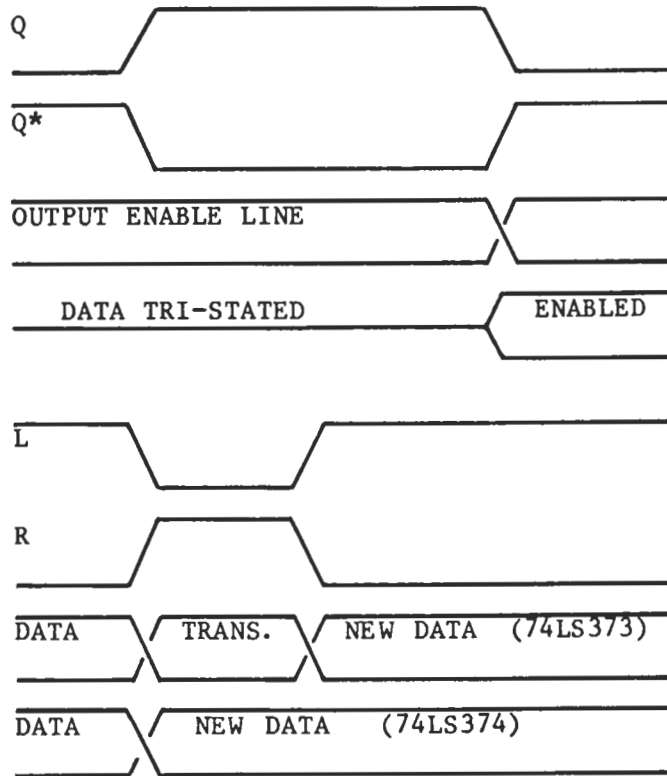 Q
Q*
OUTPUT ENABLE LINE
DATA TRI-STATED ENABLED
L
R
DATA TRANS. NEW DATA (74LS373)
DATA NEW DATA (74LS374)